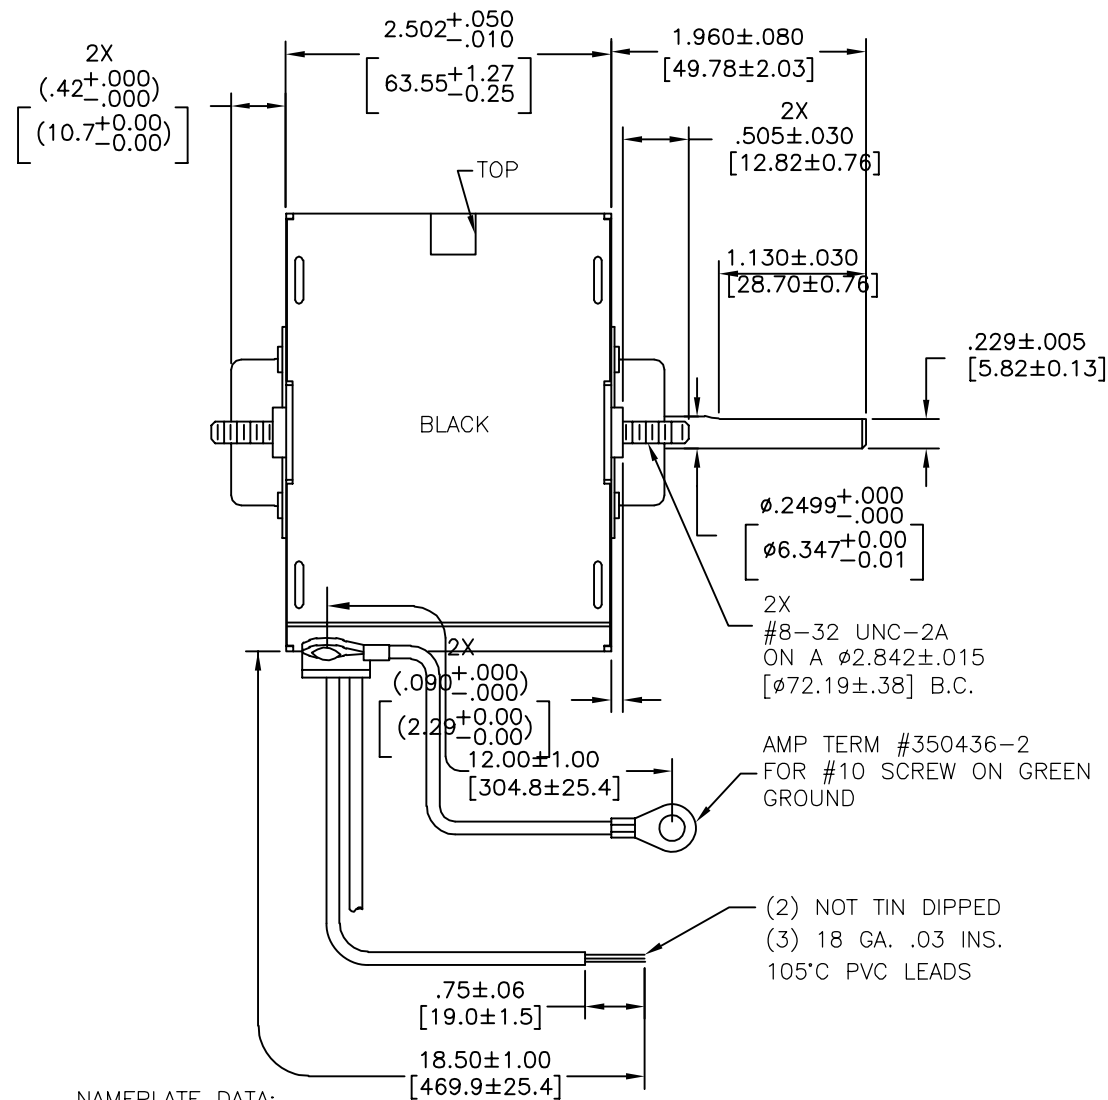 2.502+.050
-.010
[63.55+1.27
-0.25]
1.960±.080
[49.78±2.03]
2X
(.42+.000
-.000)
[(10.7+0.00
-0.00)]
2X
.505±.030
[12.82±0.76]
TOP
1.130±.030
[28.70±0.76]
.229±.005
[5.82±0.13]
BLACK
ø.2499+.000
-.000
[ø6.347+0.00
-0.01]
2X
#8-32 UNC-2A
ON A ø2.842±.015
[ø72.19±.38] B.C.
2X
(.090+.000
-.000)
[(2.29+0.00
-0.00)]
12.00±1.00
[304.8±25.4]
AMP TERM #350436-2
FOR #10 SCREW ON GREEN
GROUND
(2) NOT TIN DIPPED
(3) 18 GA. .03 INS.
105°C PVC LEADS
.75±.06
[19.0±1.5]
18.50±1.00
[469.9±25.4]
NAMEPLATE DATA: